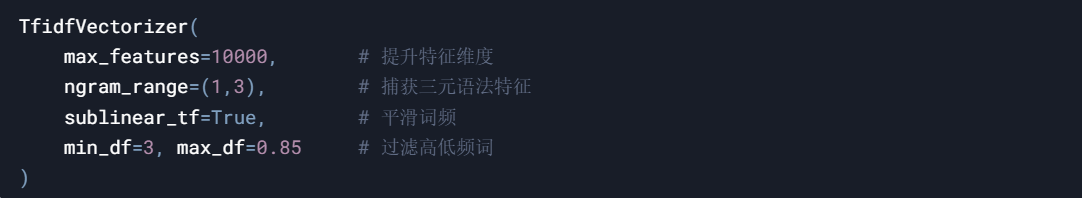 TfidfVectorizer(
    max_features=10000,       # 提升特征维度
    ngram_range=(1,3),        # 捕获三元语法特征
    sublinear_tf=True,        # 平滑词频
    min_df=3, max_df=0.85     # 过滤高低频词
)